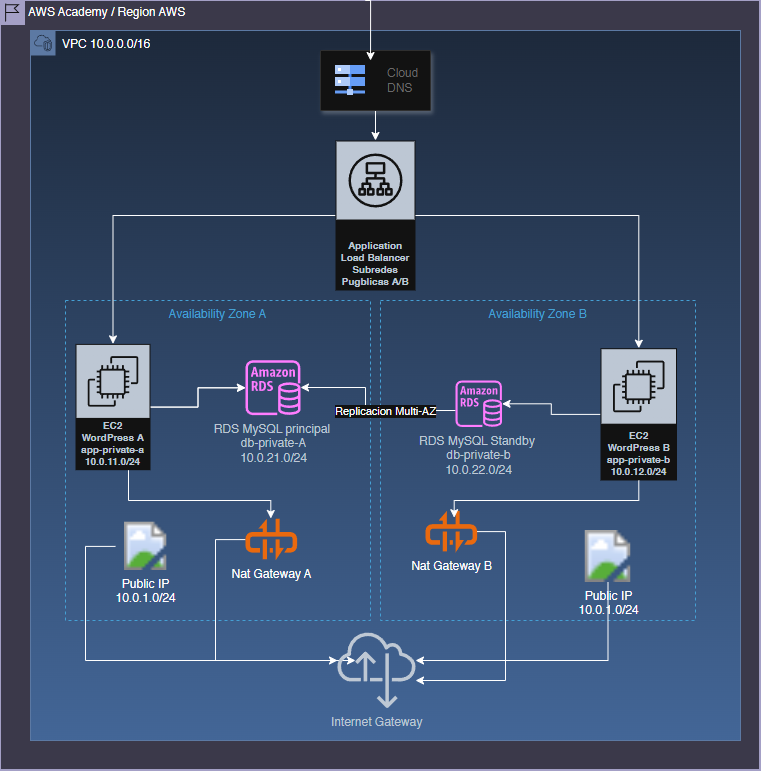 AWS Academy / Region AWS
VPC 10.0.0.0/16
Cloud
DNS
Application
Load Balancer
Subredes
Pugblicas A/B
Availability Zone A
Availability Zone B
EC2
WordPress A
app-private-a
10.0.11.0/24
Amazon
RDS
RDS MySQL principal
db-private-A
10.0.21.0/24
Replicacion Multi-AZ
Amazon
RDS
RDS MySQL Standby
db-private-b
10.0.22.0/24
EC2
WordPress B
app-private-b
10.0.12.0/24
Public IP
10.0.1.0/24
Nat Gateway A
Nat Gateway B
Public IP
10.0.1.0/24
Internet Gateway